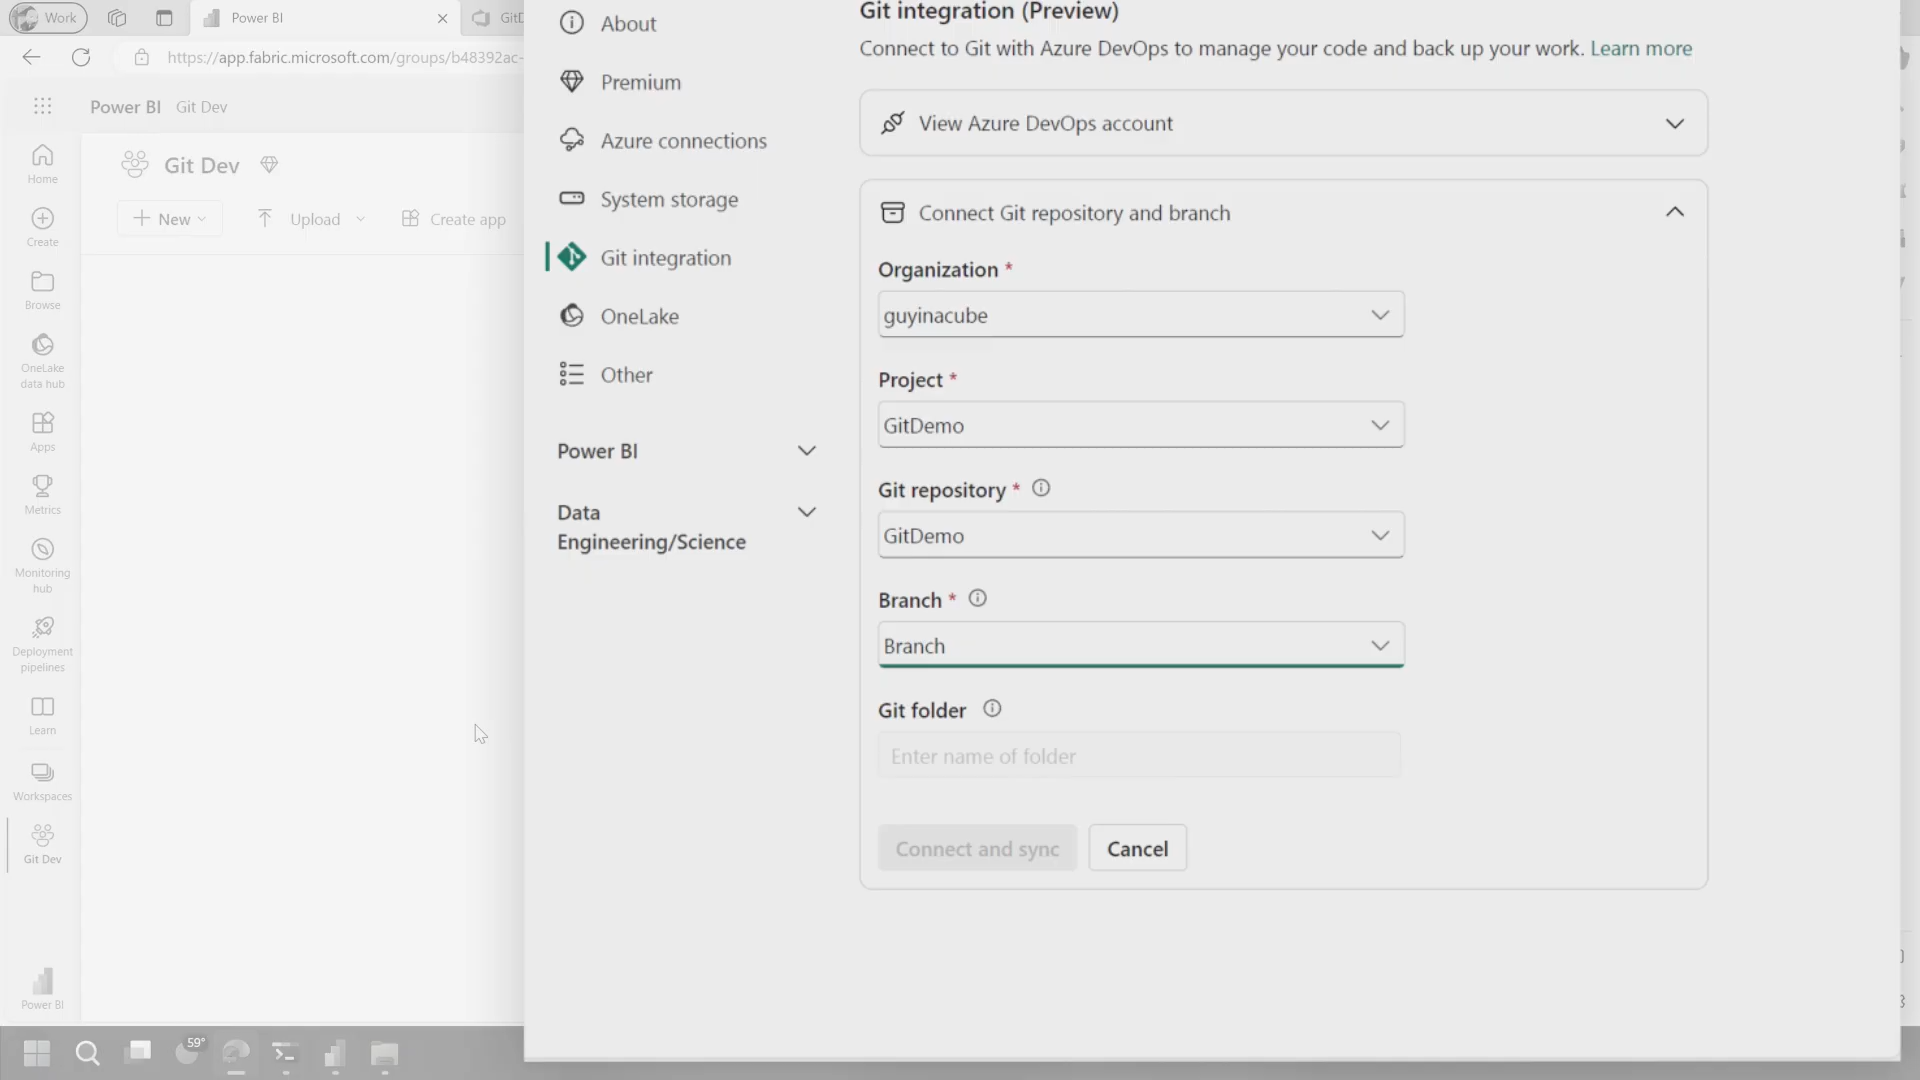 Work
Power BI
GitD
https://app.fabric.microsoft.com/groups/b48392ac-
Power BI Git Dev
Home
Create
Browse
OneLake
data hub
Apps
Metrics
Monitoring
hub
Deployment
pipelines
Learn
Workspaces
Git Dev
Power BI
Git Dev
New
Upload
Create app
About
Premium
Azure connections
System storage
Git integration
OneLake
Other
Power BI
Data
Engineering/Science
Git integration (Preview)
Connect to Git with Azure DevOps to manage your code and back up your work. Learn more
View Azure DevOps account
Connect Git repository and branch
Organization *
guyinacube
Project *
GitDemo
Git repository *
GitDemo
Branch *
Branch
Git folder
Enter name of folder
Connect and sync
Cancel
59°